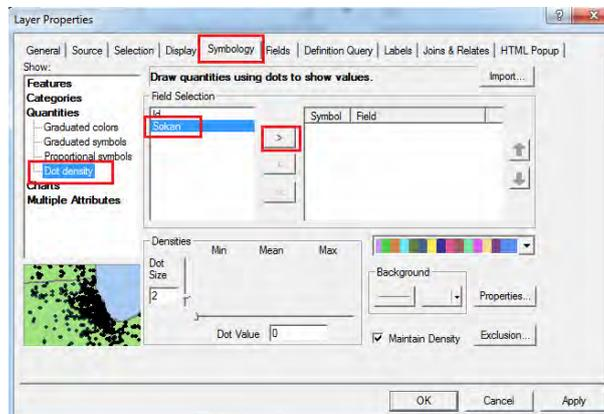 Layer Properties
General Source Selection Display Symbology Fields Definition Query Labels Joins & Relates HTML Popup
Show:
Features
Categories
Quantities
Graduated colors
Graduated symbols
Proportional symbols
Dot density
Charts
Multiple Attributes
Draw quantities using dots to show values.
Import...
Field Selection
Id
Sokan
>
<
<<
Symbol Field
Densities
Min Mean Max
Dot
Size
2
Dot Value 0
Background
Properties...
Maintain Density
Exclusion...
OK Cancel Apply